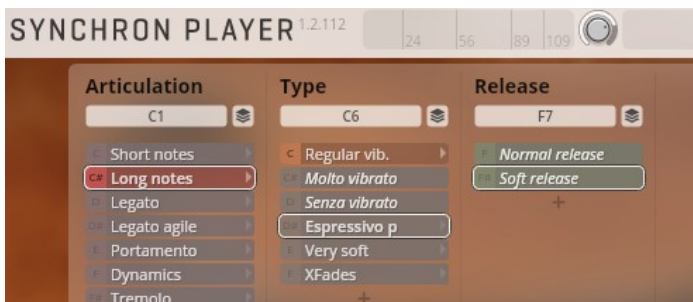 SYNCHRON PLAYER 1.2.112
24 56 89 109
Articulation Type Release
C1 C6 F7
C Short notes C Regular vib. F Normal release
C# Long notes C# Molto vibrato F# Soft release
D Legato D Senza vibrato +
D# Legato agile D# Espressivo p
E Portamento E Very soft
F Dynamics F XFades
F# Tremolo +